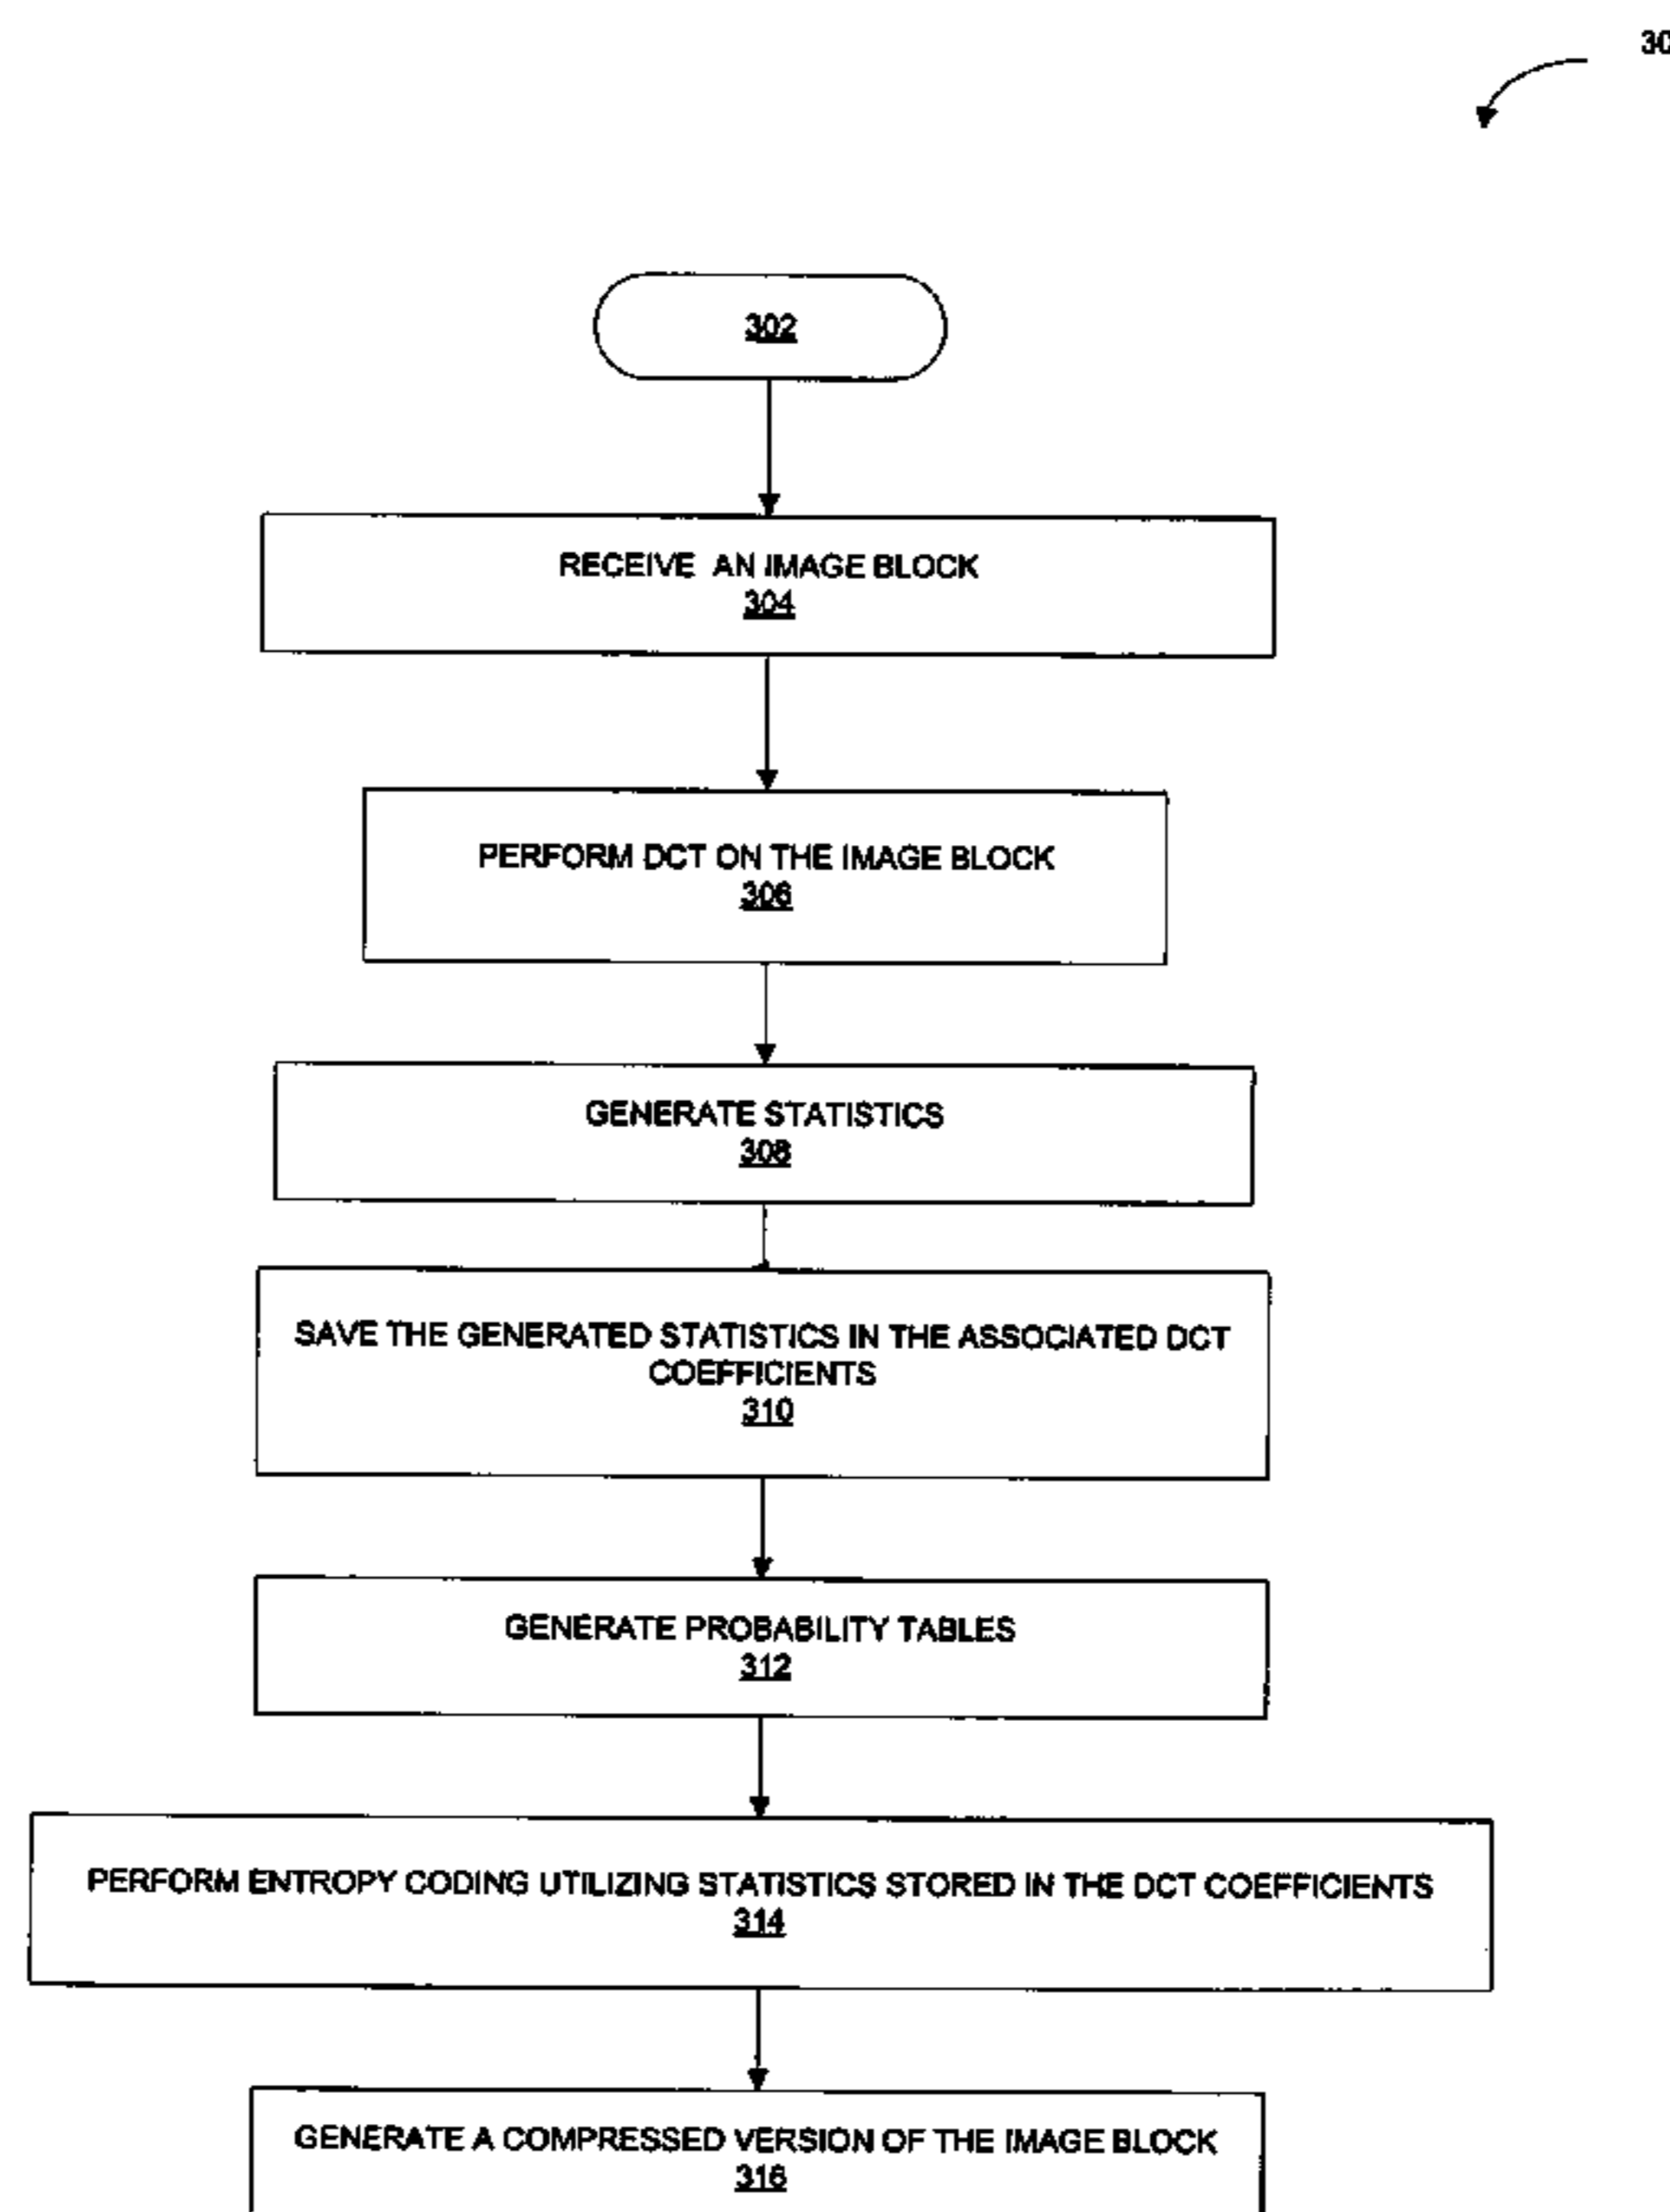 30
302
RECEIVE AN IMAGE BLOCK
304
PERFORM DCT ON THE IMAGE BLOCK
306
GENERATE STATISTICS
308
SAVE THE GENERATED STATISTICS IN THE ASSOCIATED DCT
COEFFICIENTS
310
GENERATE PROBABILITY TABLES
312
PERFORM ENTROPY CODING UTILIZING STATISTICS STORED IN THE DCT COEFFICIENTS
314
GENERATE A COMPRESSED VERSION OF THE IMAGE BLOCK
316